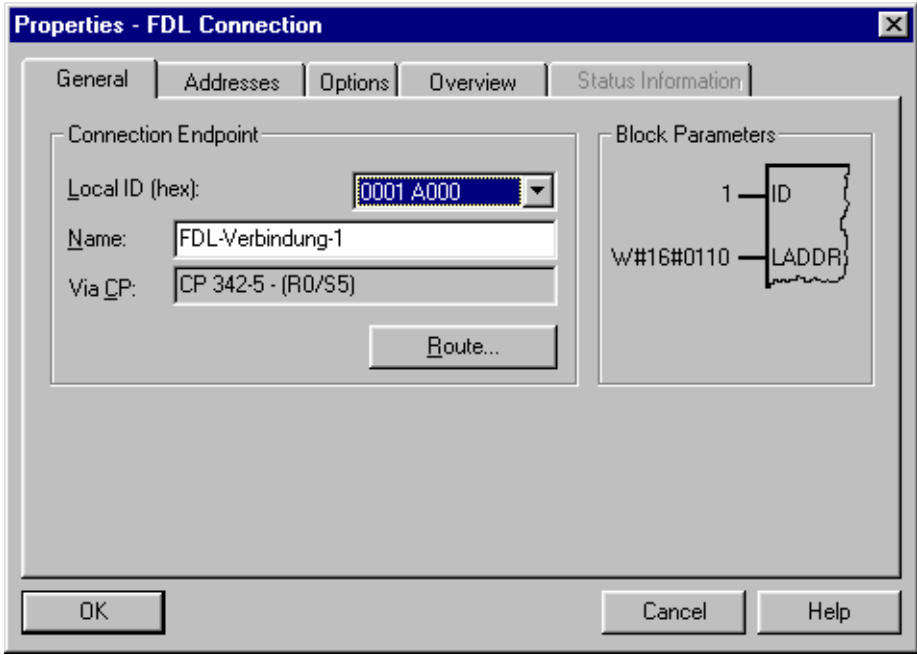 Properties - FDL Connection
General
Addresses
Options
Overview
Status Information
Connection Endpoint
Local ID (hex):
0001 A000
Name:
FDL-Verbindung-1
Via CP:
CP 342-5 - (R0/S5)
Route...
Block Parameters
1
ID
W#16#0110
LADDR
OK
Cancel
Help